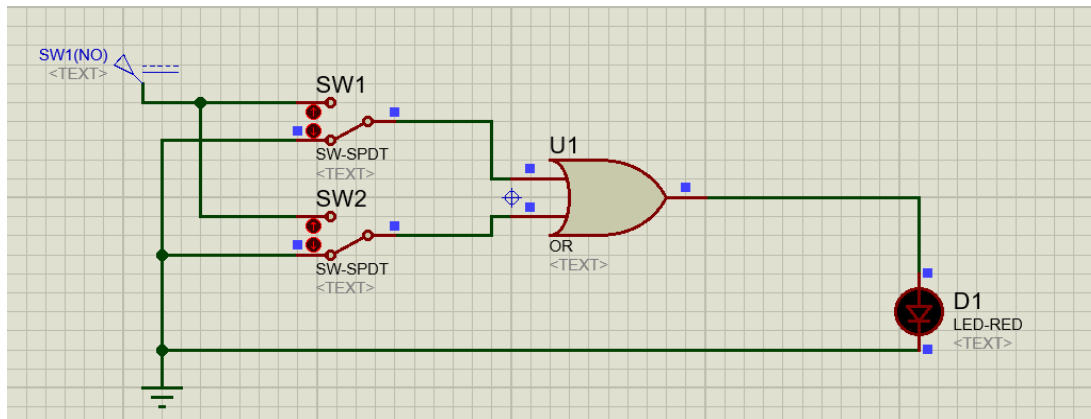 SW1(NO)
<TEXT>
SW1
SW-SPDT
<TEXT>
SW2
SW-SPDT
<TEXT>
U1
OR
<TEXT>
D1
LED-RED
<TEXT>